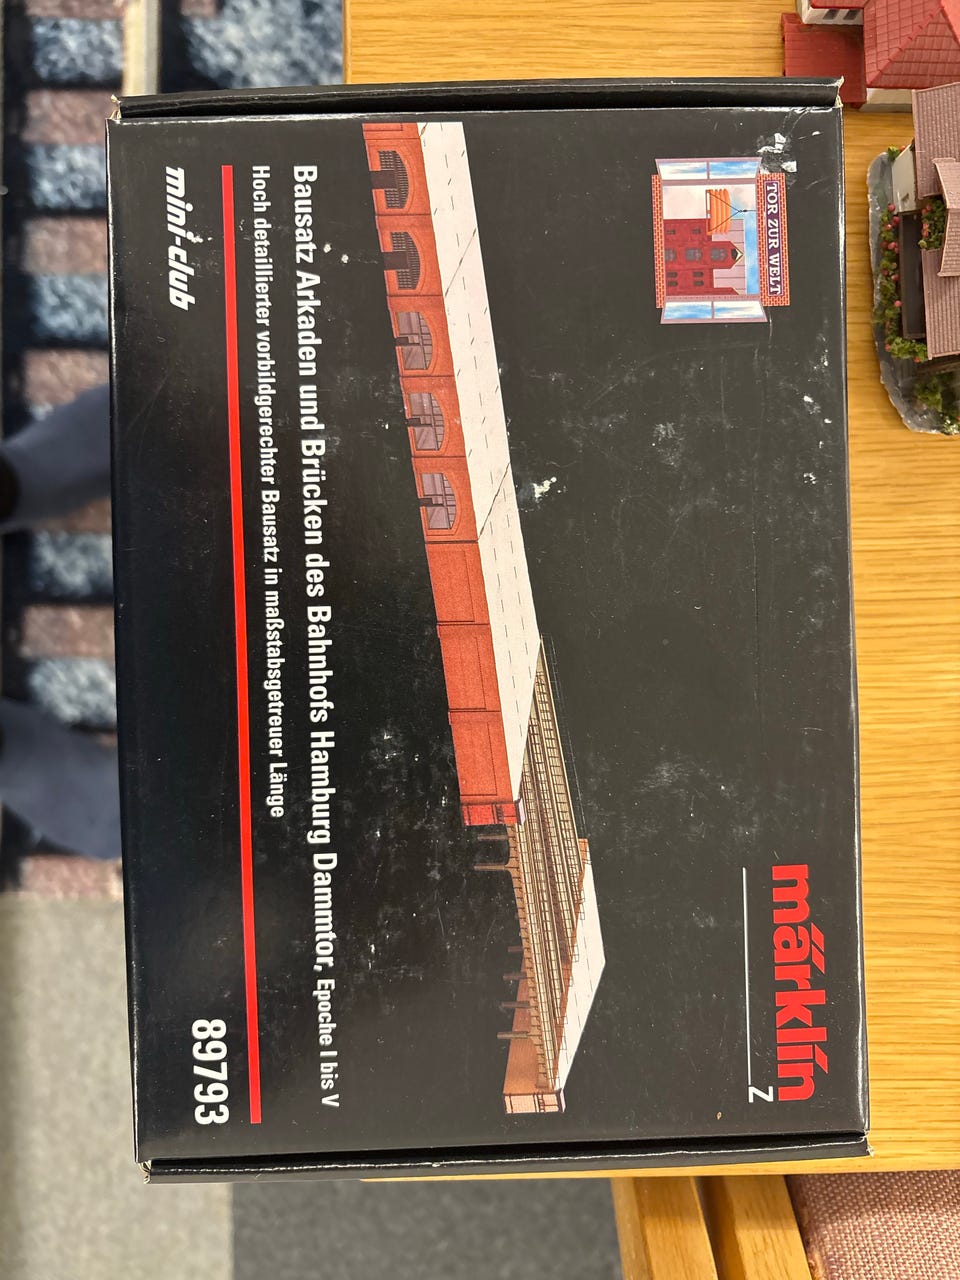 TOR ZUR WELT
märklín
Z
Bausatz Arkaden und Brücken des Bahnhofs Hamburg Dammtor, Epoche I bis V
Hoch detaillierter vorbildgerechter Bausatz in maßstabsgetreuer Länge
mini-club
89793